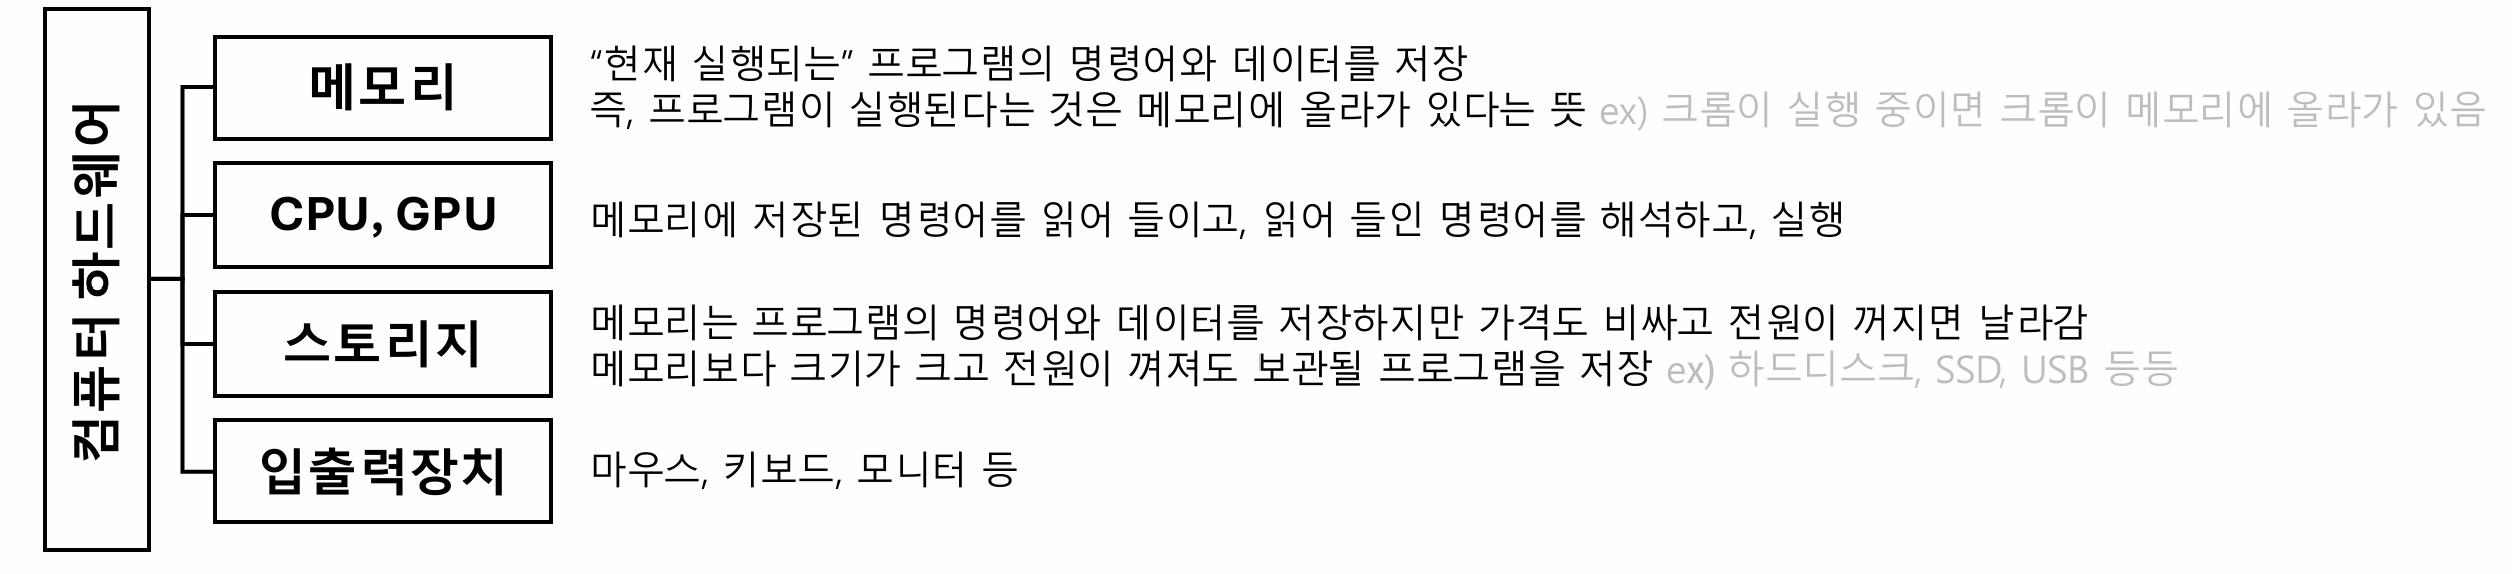 컴퓨터 하드웨어
메모리
“현재 실행되는” 프로그램의 명령어와 데이터를 저장
즉, 프로그램이 실행된다는 것은 메모리에 올라가 있다는 뜻 ex) 크롬이 실행 중이면 크롬이 메모리에 올라가 있음
CPU, GPU
메모리에 저장된 명령어를 읽어 들이고, 읽어 들인 명령어를 해석하고, 실행
스토리지
메모리는 프로그램의 명령어와 데이터를 저장하지만 가격도 비싸고 전원이 꺼지면 날라감
메모리보다 크기가 크고 전원이 껴져도 보관될 프로그램을 저장 ex) 하드디스크, SSD, USB 등등
입출력장치
마우스, 키보드, 모니터 등